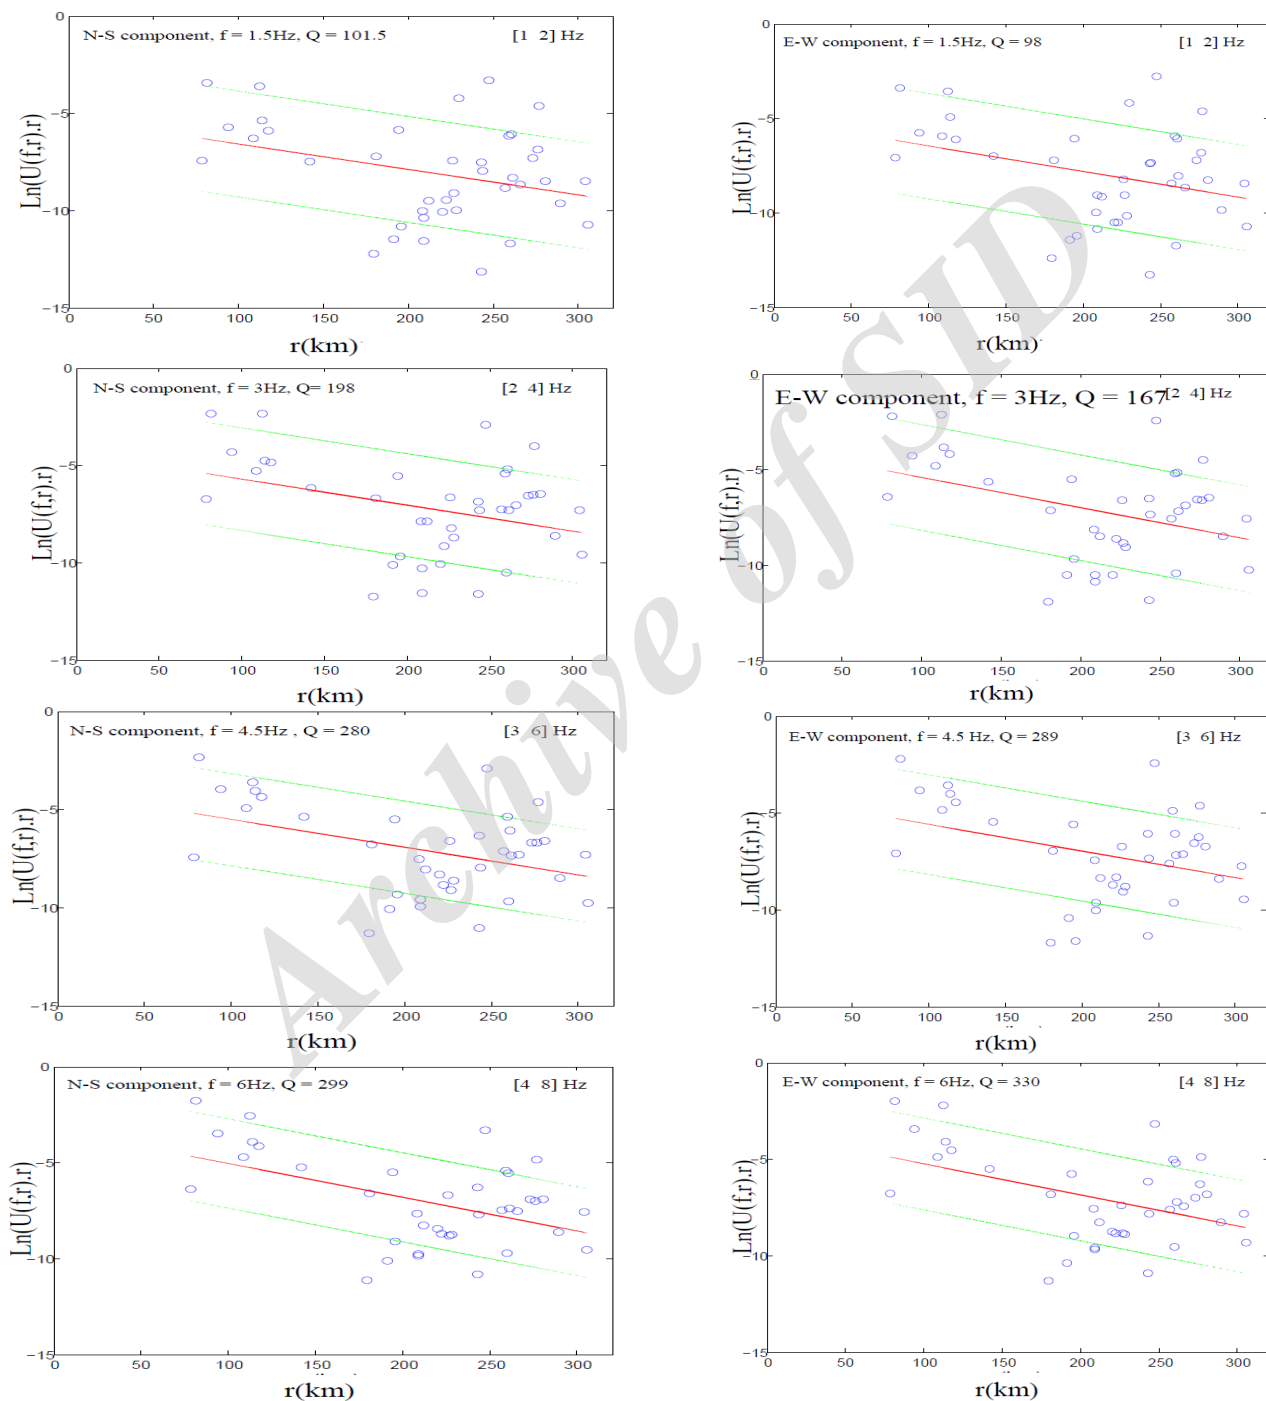 N-S component, f = 1.5Hz, Q = 101.5 [1 2] Hz
Ln(U(f,r).r)
0
−5
−10
−15
0 50 100 150 200 250 300
r(km)
E-W component, f = 1.5Hz, Q = 98 [1 2] Hz
Ln(U(f,r).r)
0
−5
−10
−15
0 50 100 150 200 250 300
r(km)
N-S component, f = 3Hz, Q= 198 [2 4] Hz
Ln(U(f,r).r)
0
−5
−10
−15
0 50 100 150 200 250 300
r(km)
E-W component, f = 3Hz, Q = 167 [2 4] Hz
Ln(U(f,r).r)
0
−5
−10
−15
0 50 100 150 200 250 300
r(km)
N-S component, f = 4.5Hz , Q = 280 [3 6] Hz
Ln(U(f,r).r)
0
−5
−10
−15
0 50 100 150 200 250 300
r(km)
E-W component, f = 4.5 Hz, Q = 289 [3 6] Hz
Ln(U(f,r).r)
0
−5
−10
−15
0 50 100 150 200 250 300
r(km)
N-S component, f = 6Hz, Q = 299 [4 8] Hz
Ln(U(f,r).r)
0
−5
−10
−15
0 50 100 150 200 250 300
r(km)
E-W component, f = 6Hz, Q = 330 [4 8] Hz
Ln(U(f,r).r)
0
−5
−10
−15
0 50 100 150 200 250 300
r(km)
Archive of SID